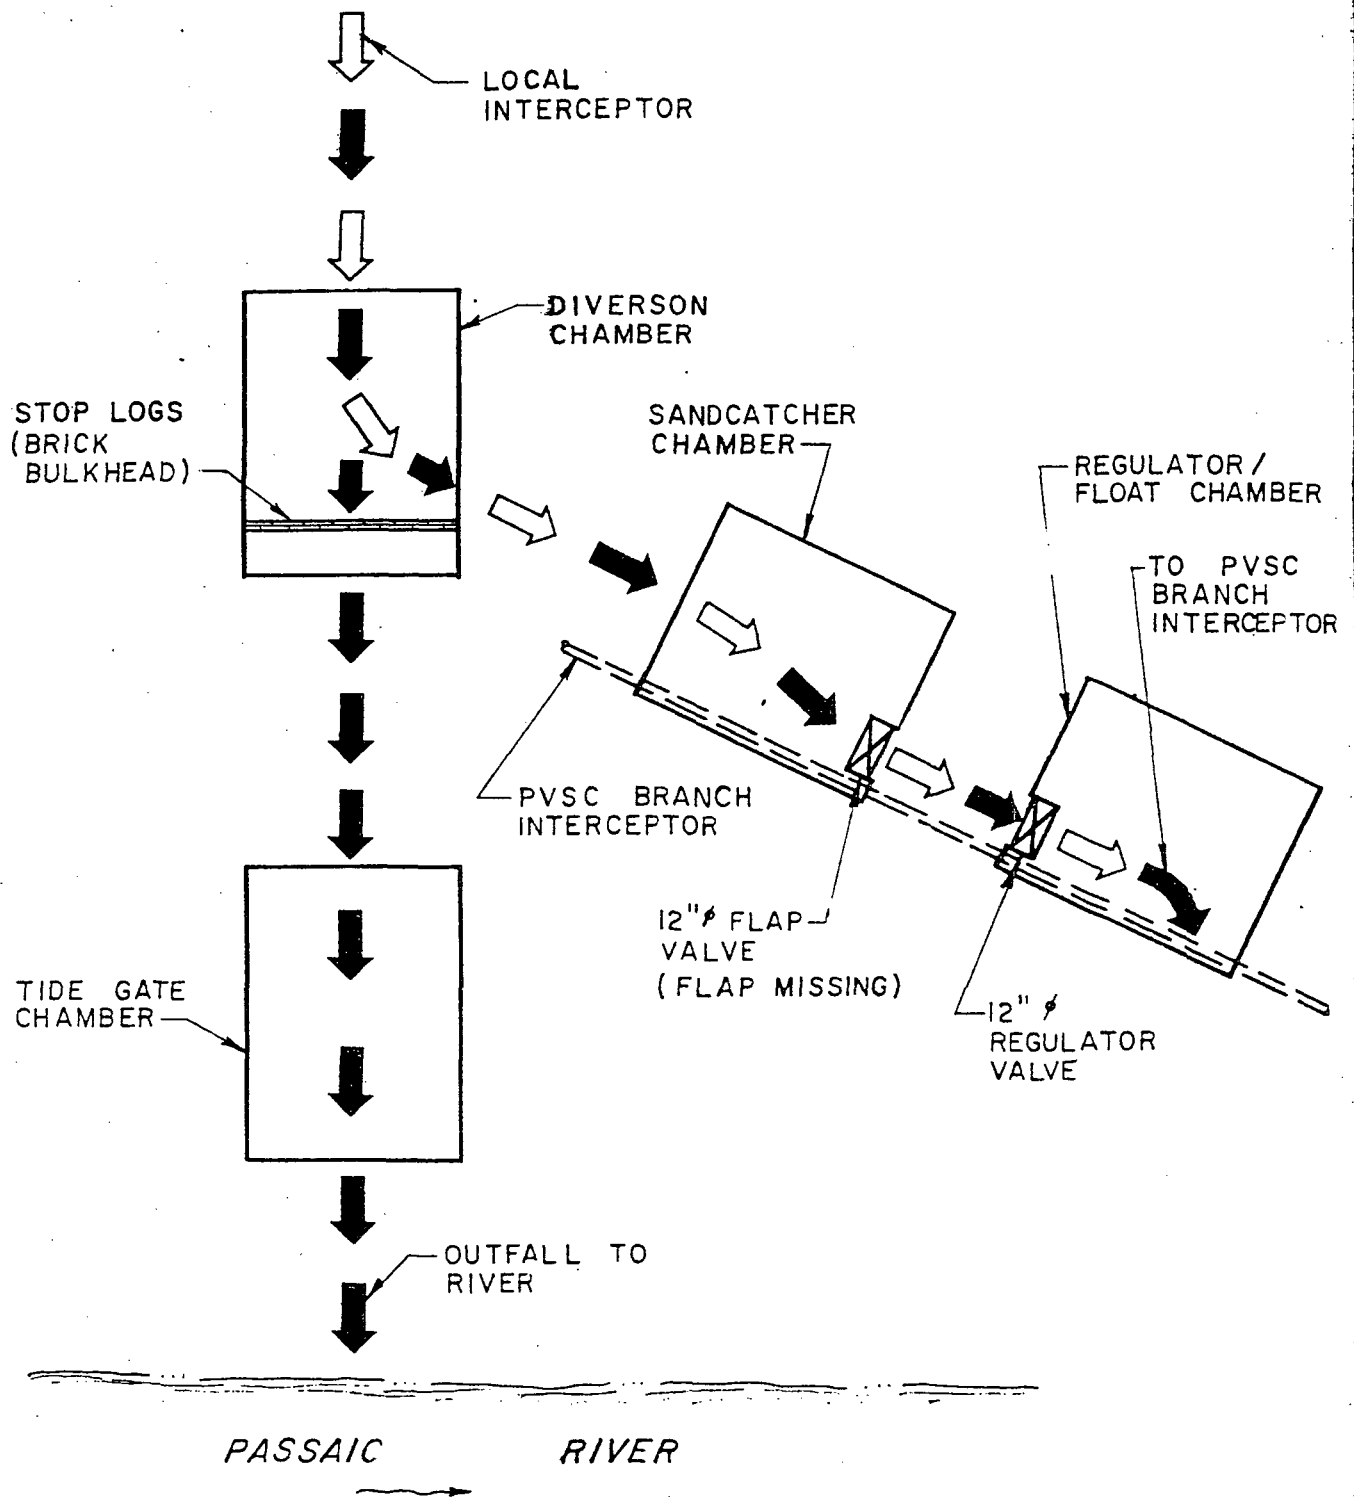 LOCAL
INTERCEPTOR
DIVERSON
CHAMBER
STOP LOGS
(BRICK
BULKHEAD)
SANDCATCHER
CHAMBER
REGULATOR/
FLOAT CHAMBER
TO PVSC
BRANCH
INTERCEPTOR
PVSC BRANCH
INTERCEPTOR
12"ø FLAP
VALVE
(FLAP MISSING)
12" ø
REGULATOR
VALVE
TIDE GATE
CHAMBER
OUTFALL TO
RIVER
PASSAIC RIVER